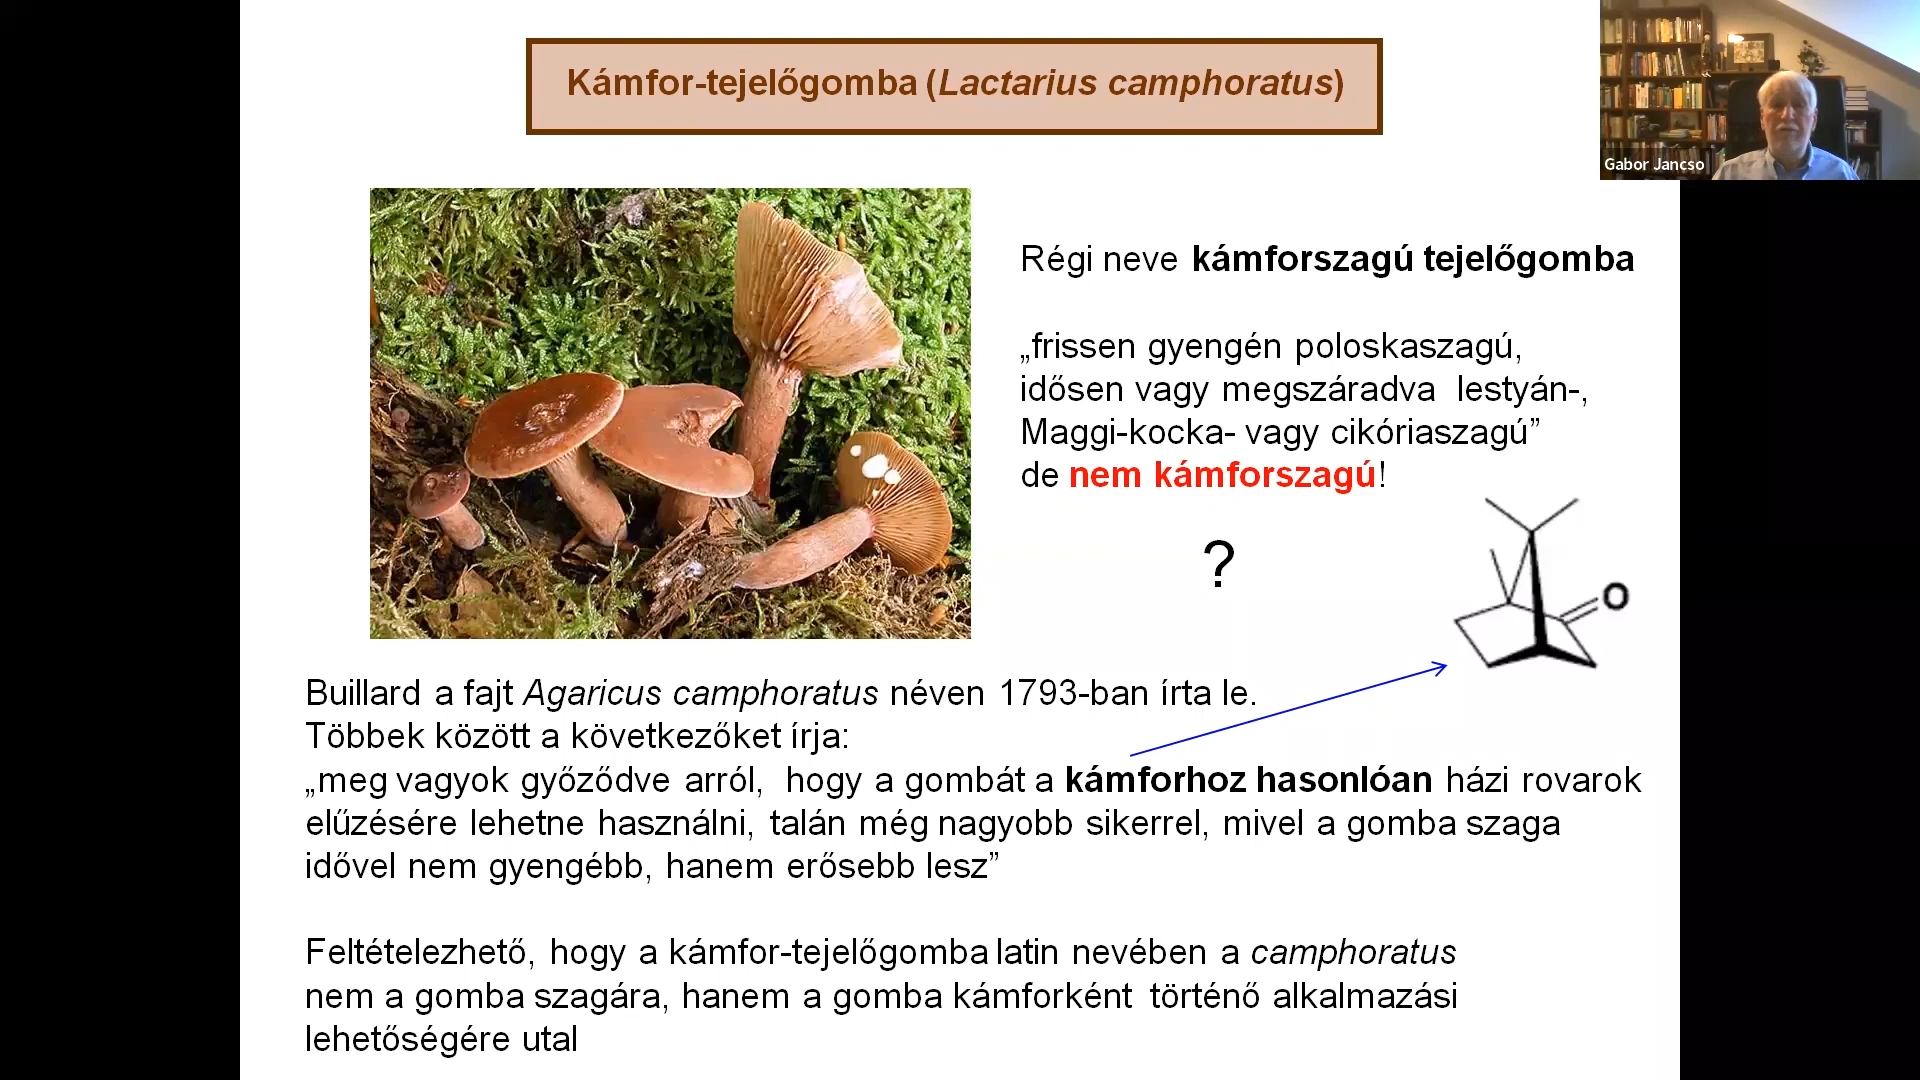 Kámfor-tejelőgomba (Lactarius camphoratus)
Gabor Jancso
Régi neve kámforszagú tejelőgomba
„frissen gyengén poloskaszagú,
idősen vagy megszáradva lestyán-,
Maggi-kocka- vagy cikóriaszagú”
de nem kámforszagú!
?
O
Buillard a fajt Agaricus camphoratus néven 1793-ban írta le.
Többek között a következőket írja:
„meg vagyok győződve arról, hogy a gombát a kámforhoz hasonlóan házi rovarok
elűzésére lehetne használni, talán még nagyobb sikerrel, mivel a gomba szaga
idővel nem gyengébb, hanem erősebb lesz”
Feltételezhető, hogy a kámfor-tejelőgomba latin nevében a camphoratus
nem a gomba szagára, hanem a gomba kámforként történő alkalmazási
lehetőségére utal